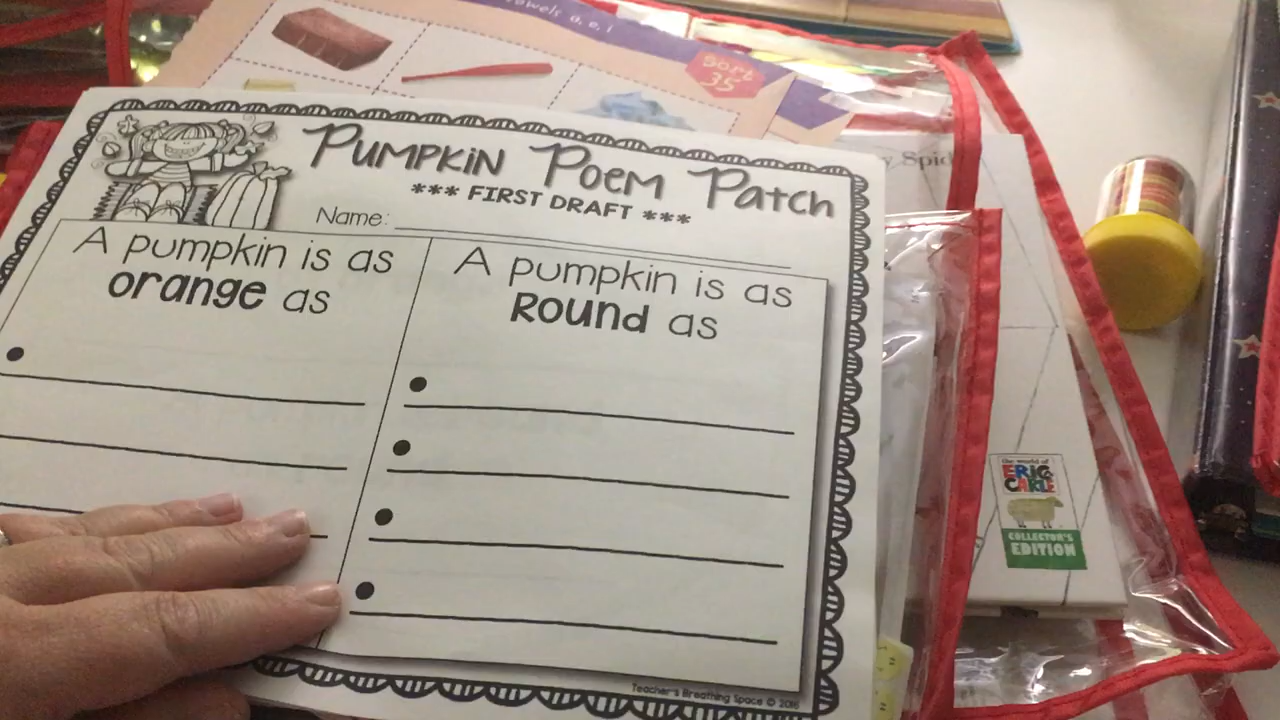 vowels a, e, i
Sort
35
Pumpkin Poem Patch
*** FIRST DRAFT ***
Name:
A pumpkin is as
orange as
A pumpkin is as
Round as
the world of
ERIC
CARLE
COLLECTOR'S
EDITION
Teacher's Breathing Space ©